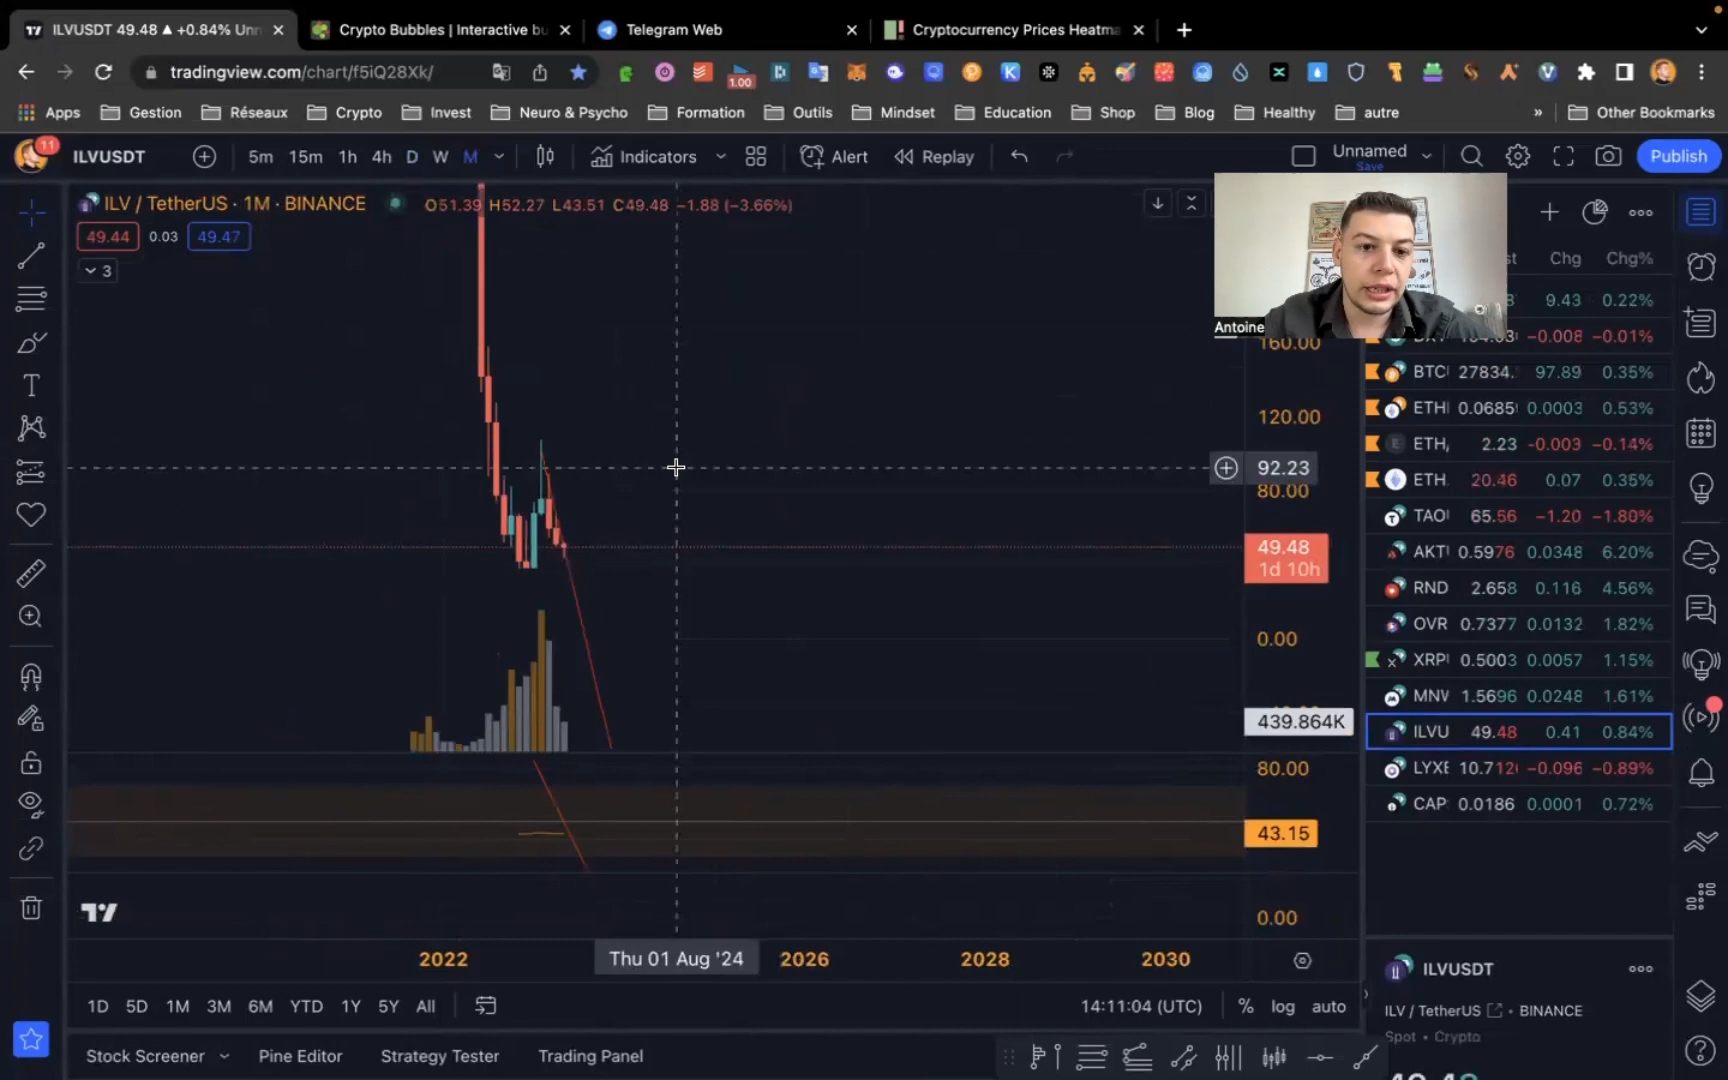 ILVUSDT 49.48 ▲ +0.84% Unn
Crypto Bubbles | Interactive bu
Telegram Web
Cryptocurrency Prices Heatma
tradingview.com/chart/f5iQ28Xk/
1.00
Apps Gestion Réseaux Crypto Invest Neuro & Psycho Formation Outils Mindset Education Shop Blog Healthy autre » Other Bookmarks
11
ILVUSDT 5m 15m 1h 4h D W M Indicators Alert Replay Unnamed Save Publish
ILV / TetherUS · 1M · BINANCE O51.39 H52.27 L43.51 C49.48 −1.88 (−3.66%)
49.44 0.03 49.47
3
Antoine
Chg Chg%
9.43 0.22%
−0.008 −0.01%
BTC 27834. 97.89 0.35%
ETH 0.0685 0.0003 0.53%
ETH, 2.23 −0.003 −0.14%
ETH. 20.46 0.07 0.35%
TAO 65.56 −1.20 −1.80%
AKT 0.5976 0.0348 6.20%
RND 2.658 0.116 4.56%
OVR 0.7377 0.0132 1.82%
XRP 0.5003 0.0057 1.15%
MNV 1.5696 0.0248 1.61%
ILVU 49.48 0.41 0.84%
LYXE 10.712 −0.096 −0.89%
CAP 0.0186 0.0001 0.72%
160.00
120.00
92.23
80.00
49.48
1d 10h
0.00
439.864K
80.00
43.15
0.00
2022 Thu 01 Aug '24 2026 2028 2030
1D 5D 1M 3M 6M YTD 1Y 5Y All 14:11:04 (UTC) % log auto
Stock Screener Pine Editor Strategy Tester Trading Panel
ILVUSDT
ILV / TetherUS • BINANCE
Spot • Crypto